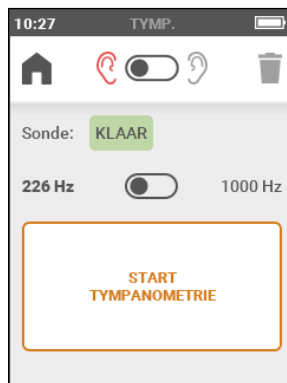 10:27 TYMP.
Sonde: KLAAR
226 Hz 1000 Hz
START
TYMPANOMETRIE